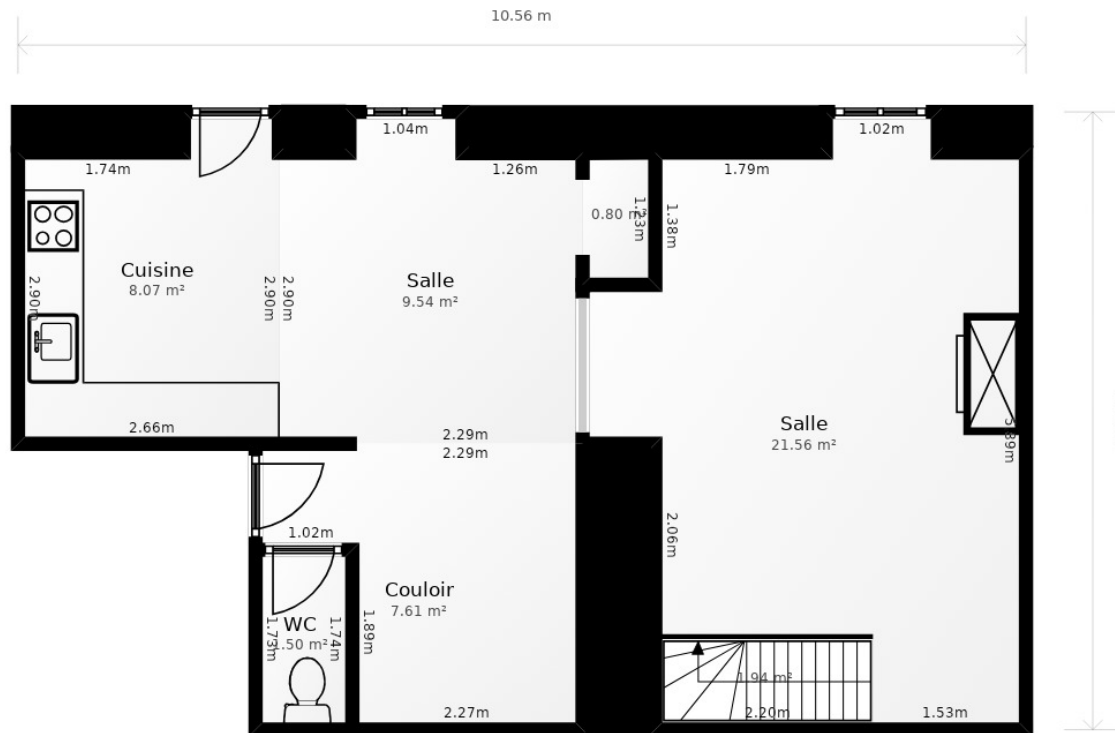 10.56 m
1.04m
1.02m
1.74m
1.26m
1.79m
0.80 m²
1.23m
1.38m
Cuisine
8.07 m²
Salle
9.54 m²
2.90m
2.90m
2.90m
2.66m
2.29m
2.29m
Salle
21.56 m²
5.89m
1.02m
2.06m
Couloir
7.61 m²
WC
1.50 m²
1.73m
1.74m
1.89m
1.94 m²
2.27m
2.20m
1.53m